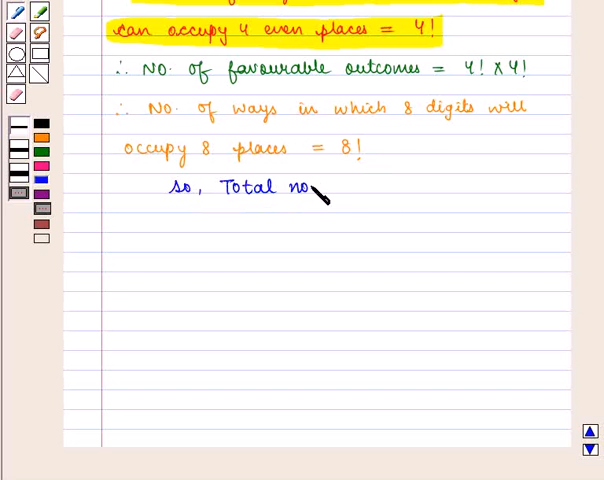 can occupy 4 even places = 4!
∴ No. of favourable outcomes = 4! × 4!
∴ No. of ways in which 8 digits will
occupy 8 places = 8!
so, Total no